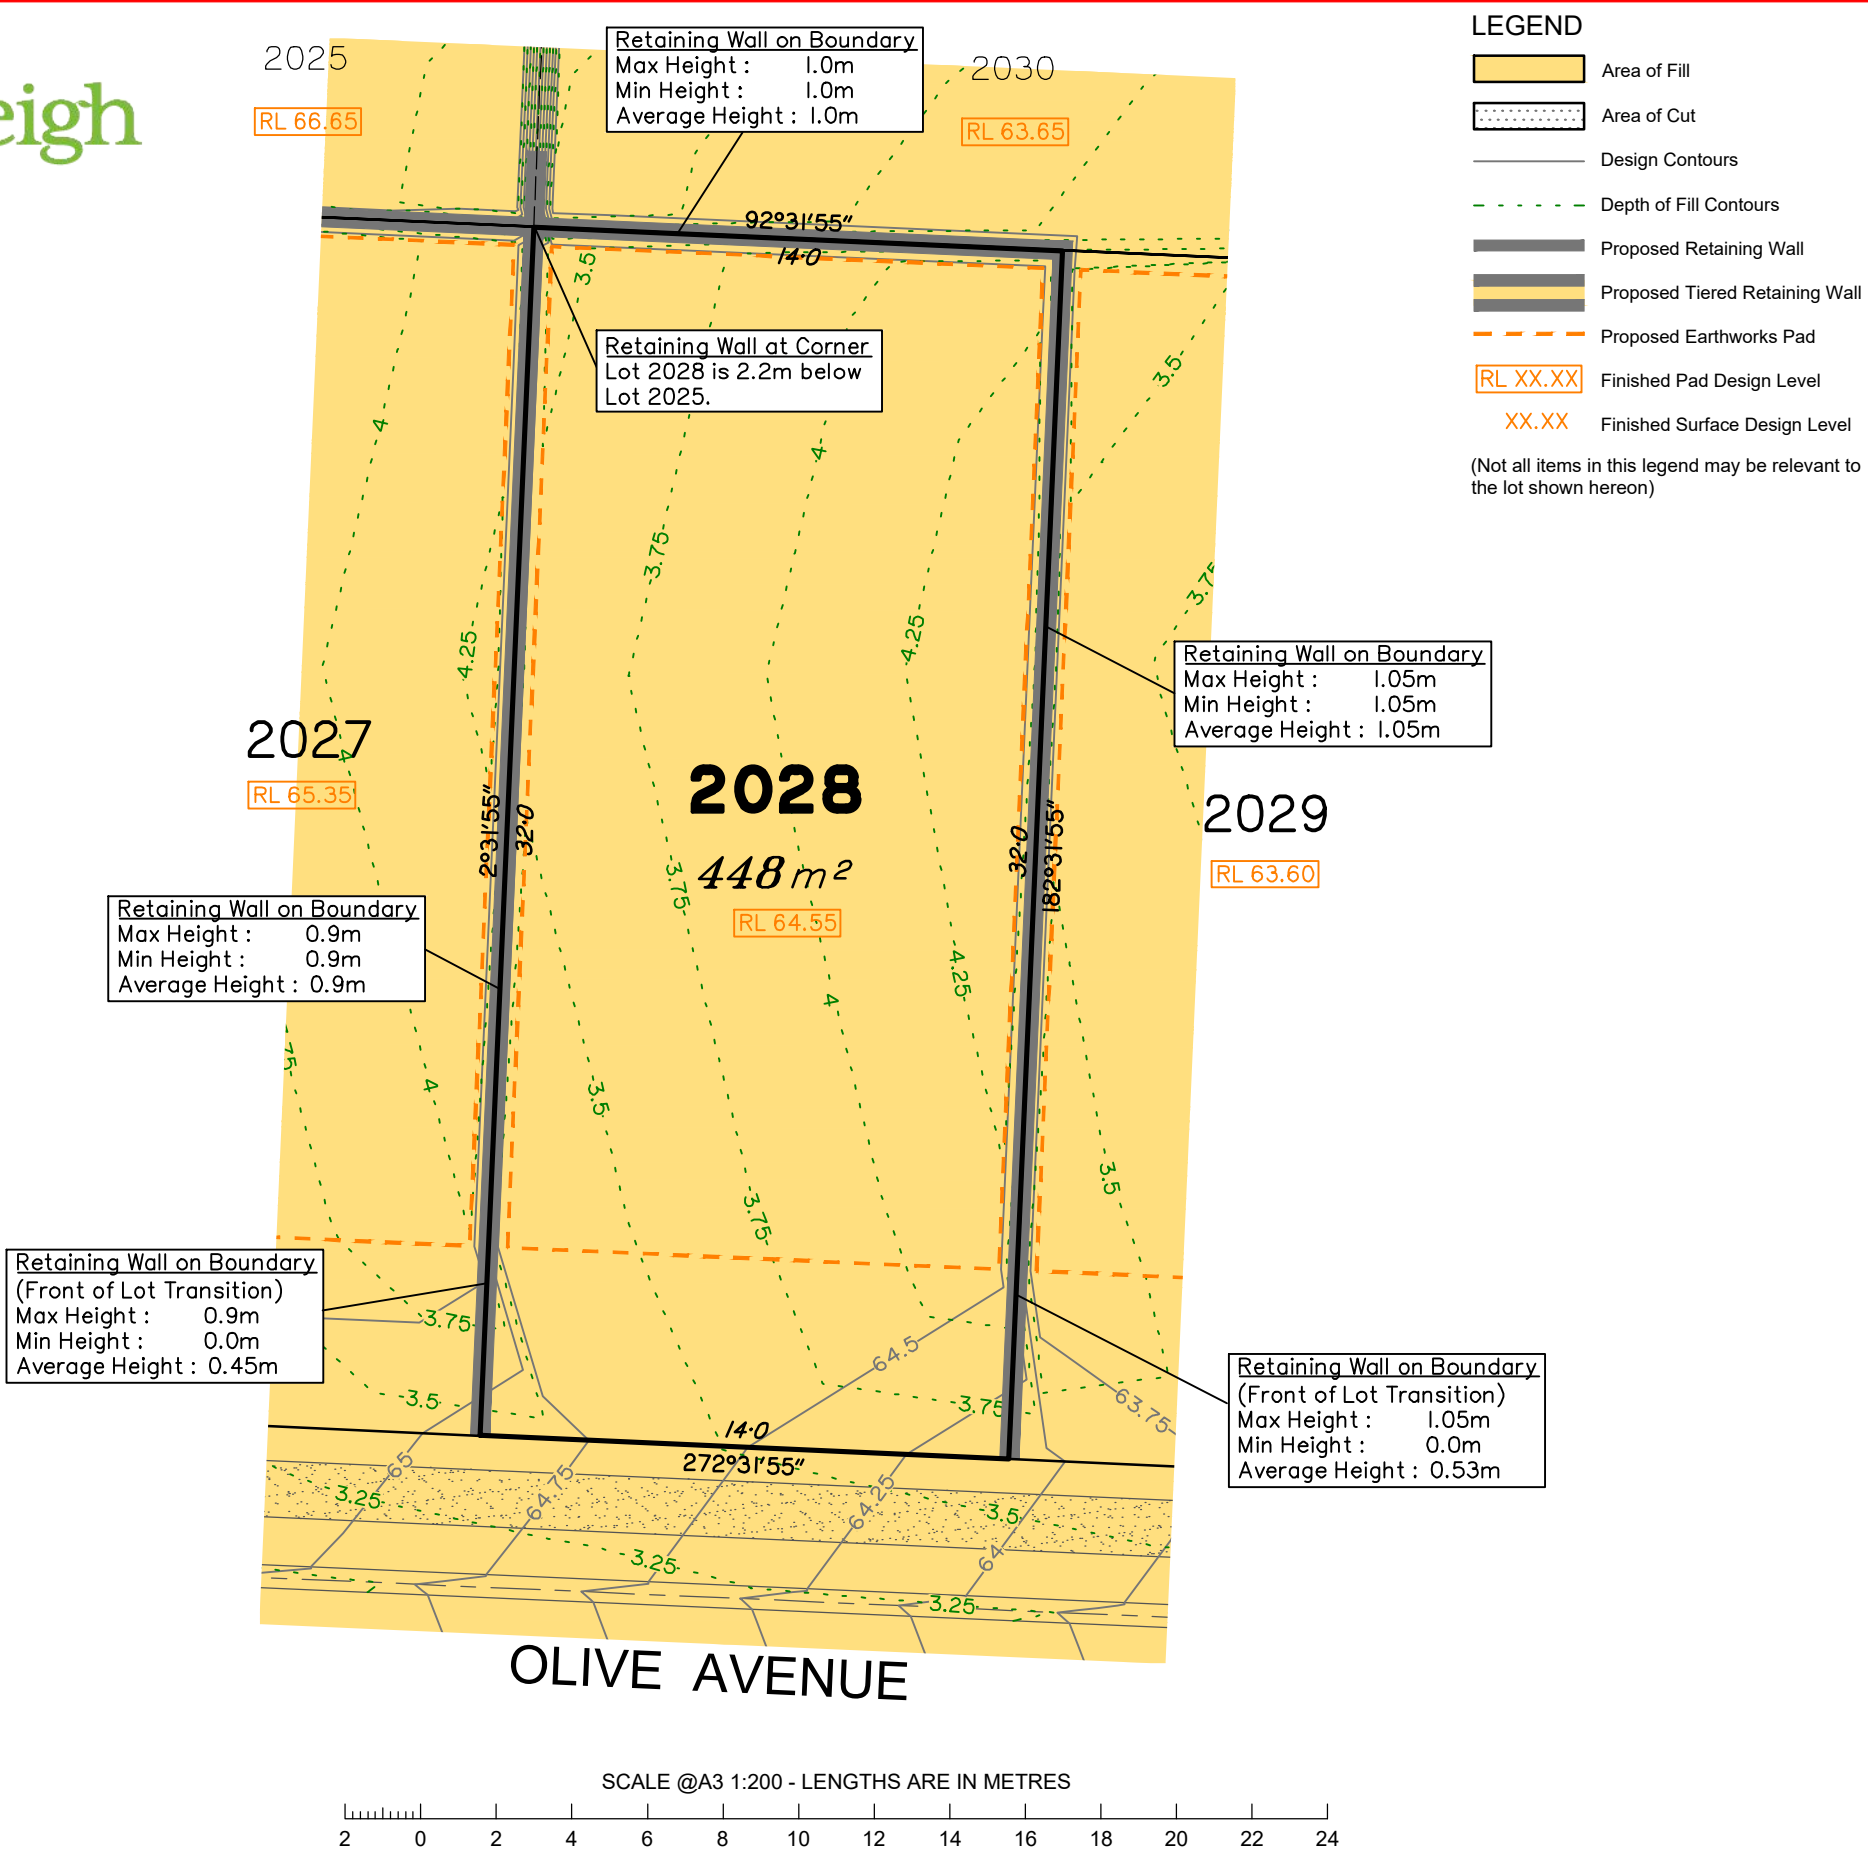 eigh
2025
RL 66.65
Retaining Wall on Boundary
Max Height : 1.0m
Min Height : 1.0m
Average Height : 1.0m
2030
RL 63.65
LEGEND
Area of Fill
Area of Cut
Design Contours
Depth of Fill Contours
Proposed Retaining Wall
Proposed Tiered Retaining Wall
Proposed Earthworks Pad
RL XX.XX Finished Pad Design Level
XX.XX Finished Surface Design Level
(Not all items in this legend may be relevant to
the lot shown hereon)
92°31'55"
14·0
3.5
Retaining Wall at Corner
Lot 2028 is 2.2m below
Lot 2025.
3.5
4
4
3.75
3.75
4.25
4.25
Retaining Wall on Boundary
Max Height : 1.05m
Min Height : 1.05m
Average Height : 1.05m
2027
4
RL 65.35
2°31'55"
32·0
2028
448 m²
RL 64.55
3.75
32·0
182°31'55"
2029
RL 63.60
Retaining Wall on Boundary
Max Height : 0.9m
Min Height : 0.9m
Average Height : 0.9m
4.25
4
75
4
3.5
3.5
3.75
Retaining Wall on Boundary
(Front of Lot Transition)
Max Height : 0.9m
Min Height : 0.0m
Average Height : 0.45m
3.75
64.5
3.5
3.75
63.75
Retaining Wall on Boundary
(Front of Lot Transition)
Max Height : 1.05m
Min Height : 0.0m
Average Height : 0.53m
14·0
272°31'55"
65
64.75
64.25
3.25
3.5
64
3.25
3.25
OLIVE AVENUE
SCALE @A3 1:200 - LENGTHS ARE IN METRES
2 0 2 4 6 8 10 12 14 16 18 20 22 24